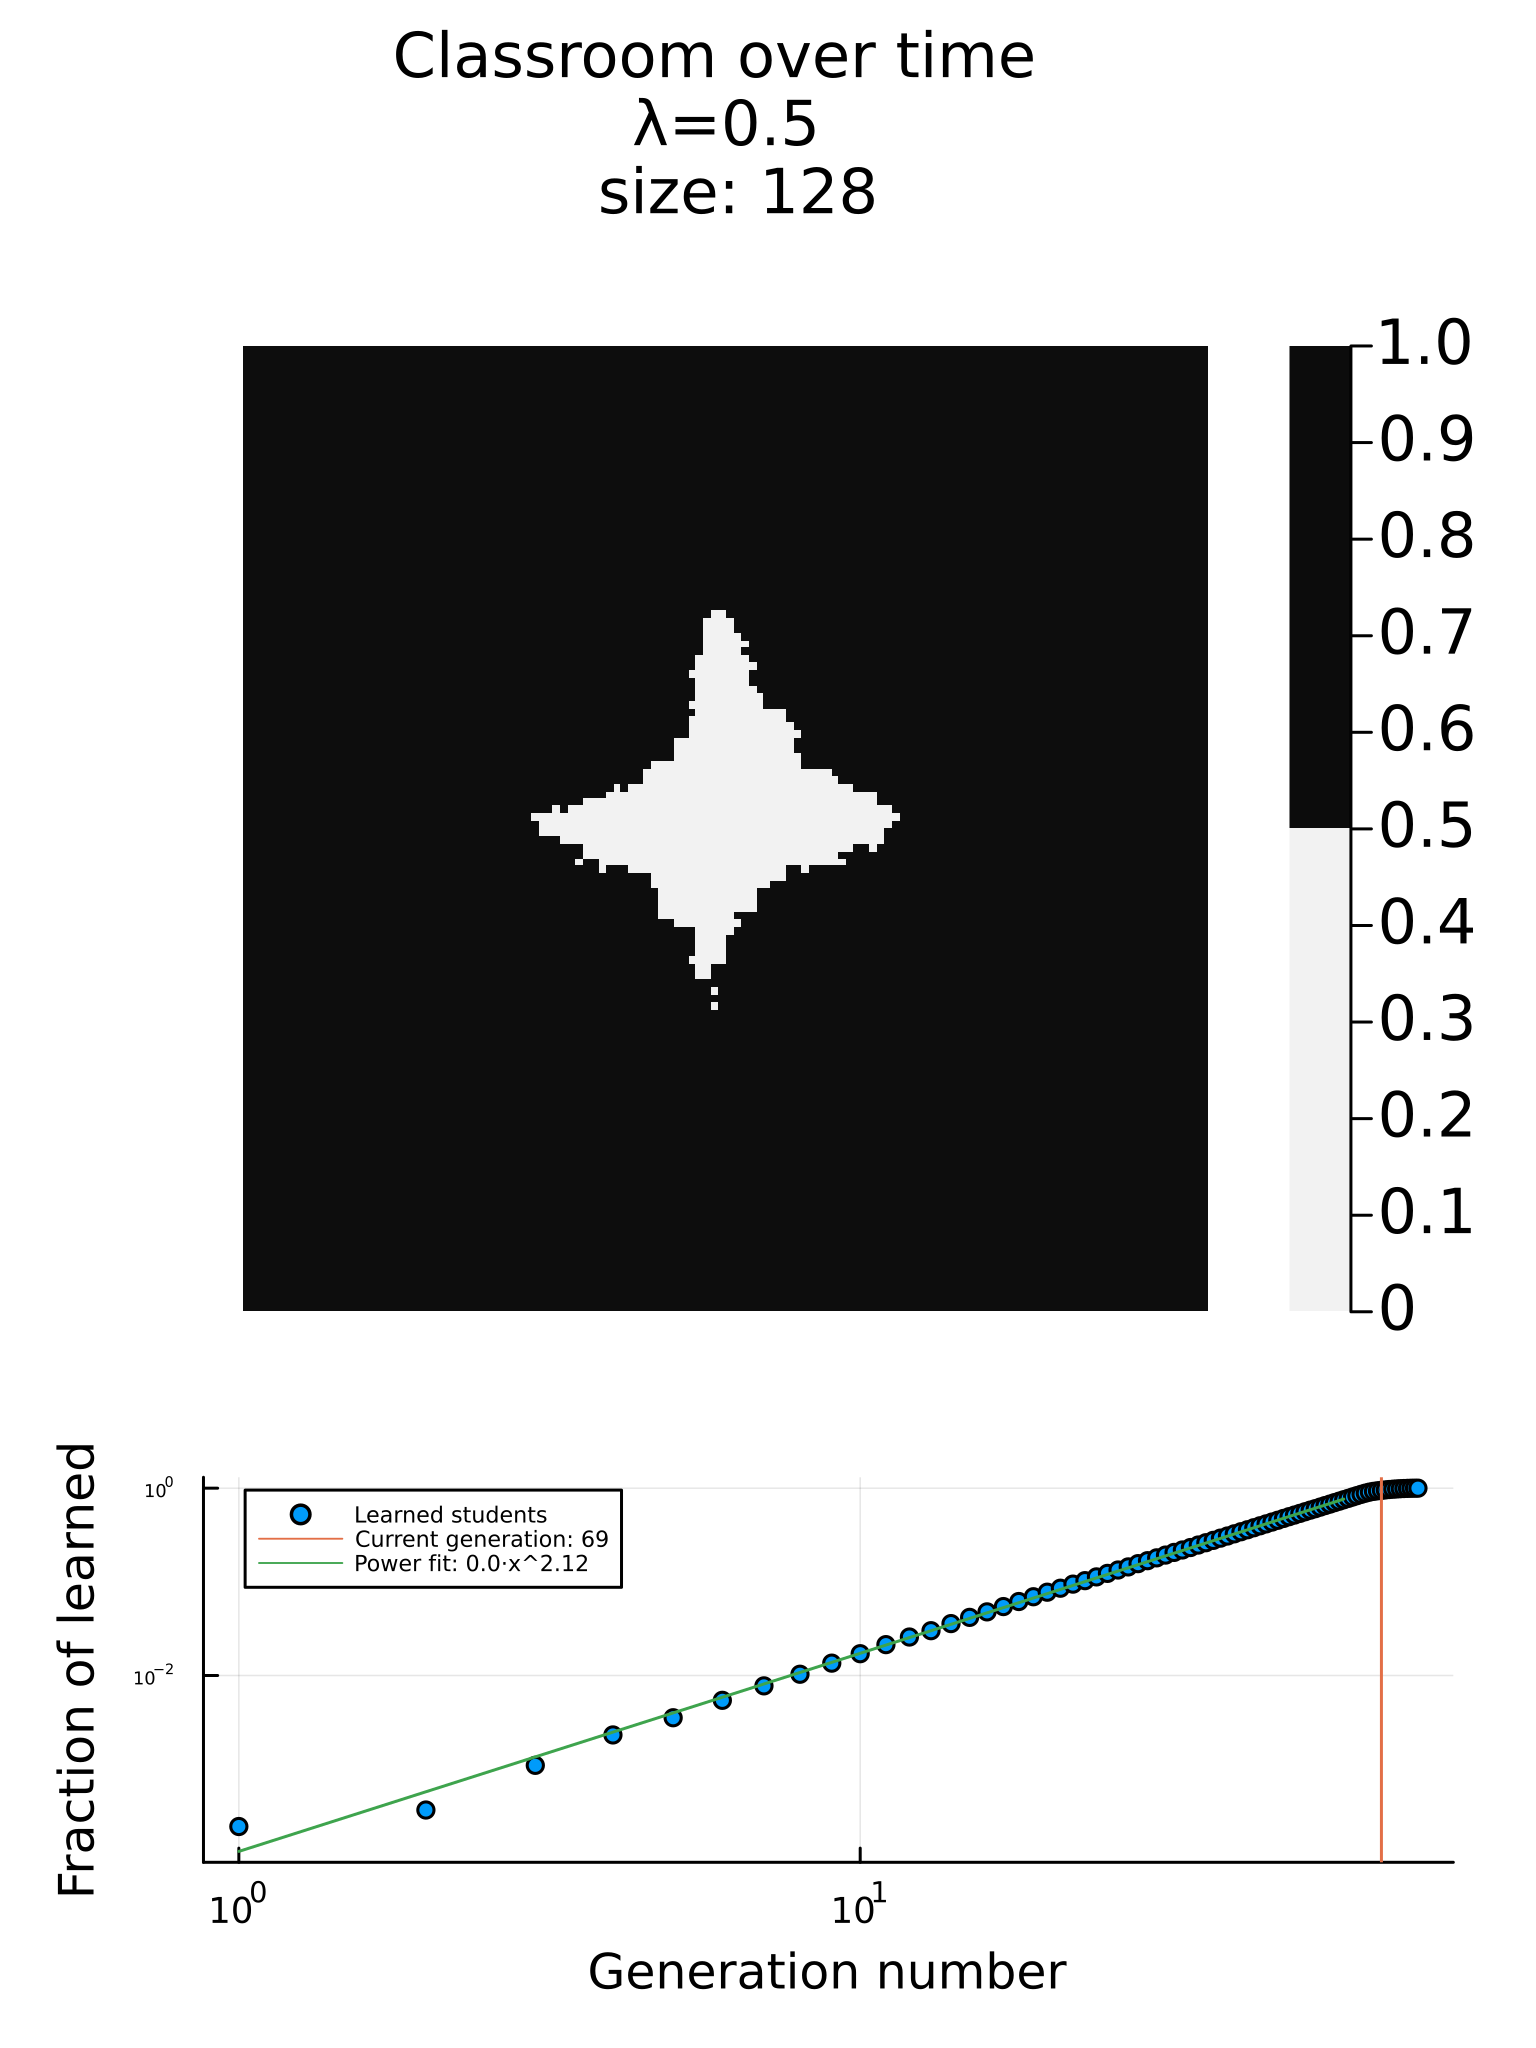 Classroom over time
λ=0.5
size: 128
1.0
0.9
0.8
0.7
0.6
0.5
0.4
0.3
0.2
0.1
0
Fraction of learned
10^0
10^-2
Learned students
Current generation: 69
Power fit: 0.0·x^2.12
10^0
10^1
Generation number